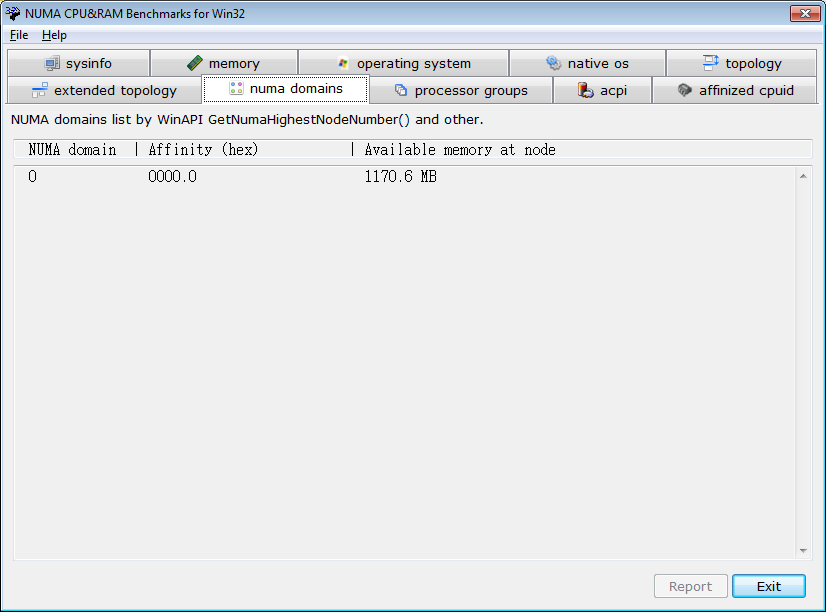 NUMA CPU&RAM Benchmarks for Win32
File Help
sysinfo memory operating system native os topology
extended topology numa domains processor groups acpi affinized cpuid
NUMA domains list by WinAPI GetNumaHighestNodeNumber() and other.
NUMA domain | Affinity (hex) | Available memory at node
0 0000.0 1170.6 MB
Report Exit